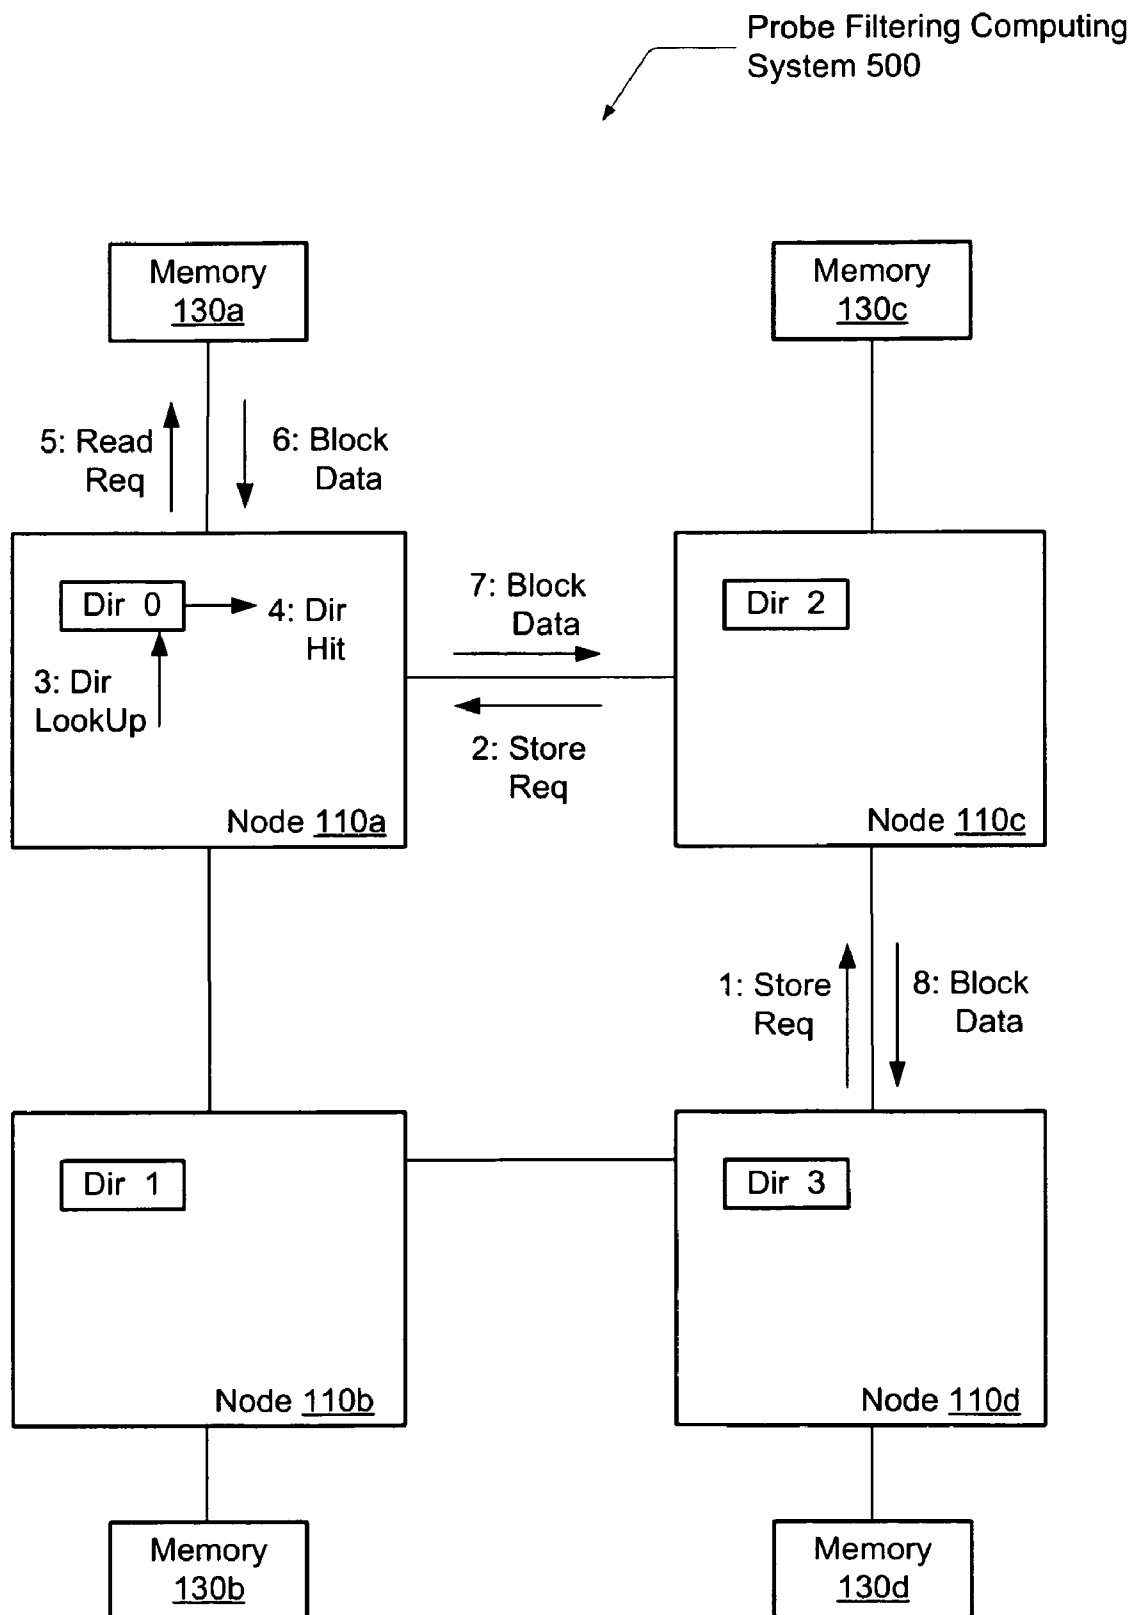 Probe Filtering Computing
System 500
Memory
130a
Memory
130c
5: Read
Req
6: Block
Data
Dir 0
4: Dir
Hit
3: Dir
LookUp
Node 110a
7: Block
Data
2: Store
Req
Dir 2
Node 110c
1: Store
Req
8: Block
Data
Dir 1
Node 110b
Dir 3
Node 110d
Memory
130b
Memory
130d